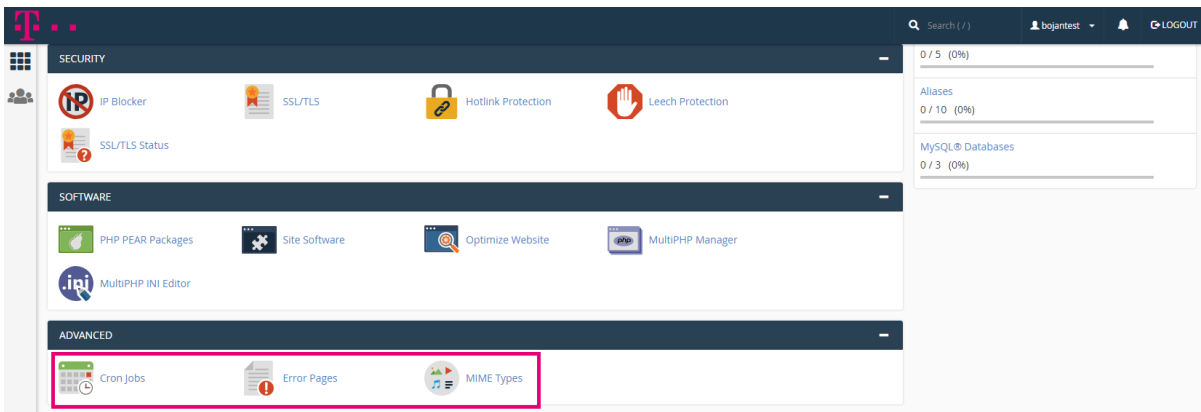 T
Search ( / )
bojantest
LOGOUT
SECURITY
IP Blocker
SSL/TLS
Hotlink Protection
Leech Protection
SSL/TLS Status
SOFTWARE
PHP PEAR Packages
Site Software
Optimize Website
php
MultiPHP Manager
.ini
MultiPHP INI Editor
ADVANCED
Cron Jobs
Error Pages
MIME Types
0 / 5 (0%)
Aliases
0 / 10 (0%)
MySQL® Databases
0 / 3 (0%)